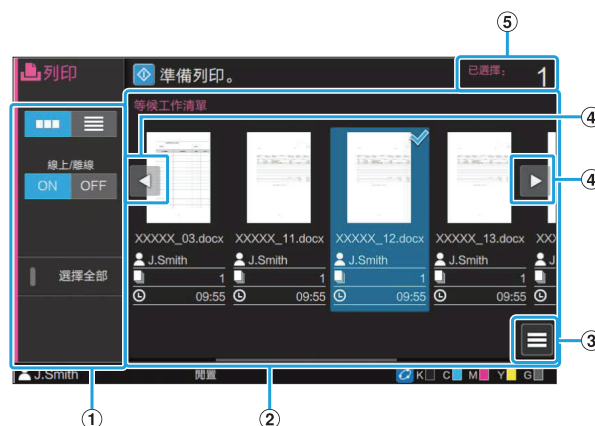 ⑤
列印
準備列印。
已選擇：
1
等候工作清單
④
線上/離線
ON OFF
④
XXXXX_03.docx XXXXX_11.docx XXXXX_12.docx XXXXX_13.docx XXX
J.Smith J.Smith J.Smith J.Smith J
選擇全部
1 1 1 1
09:55 09:55 09:55 09:55
③
J.Smith 閒置 K C M Y G
① ②